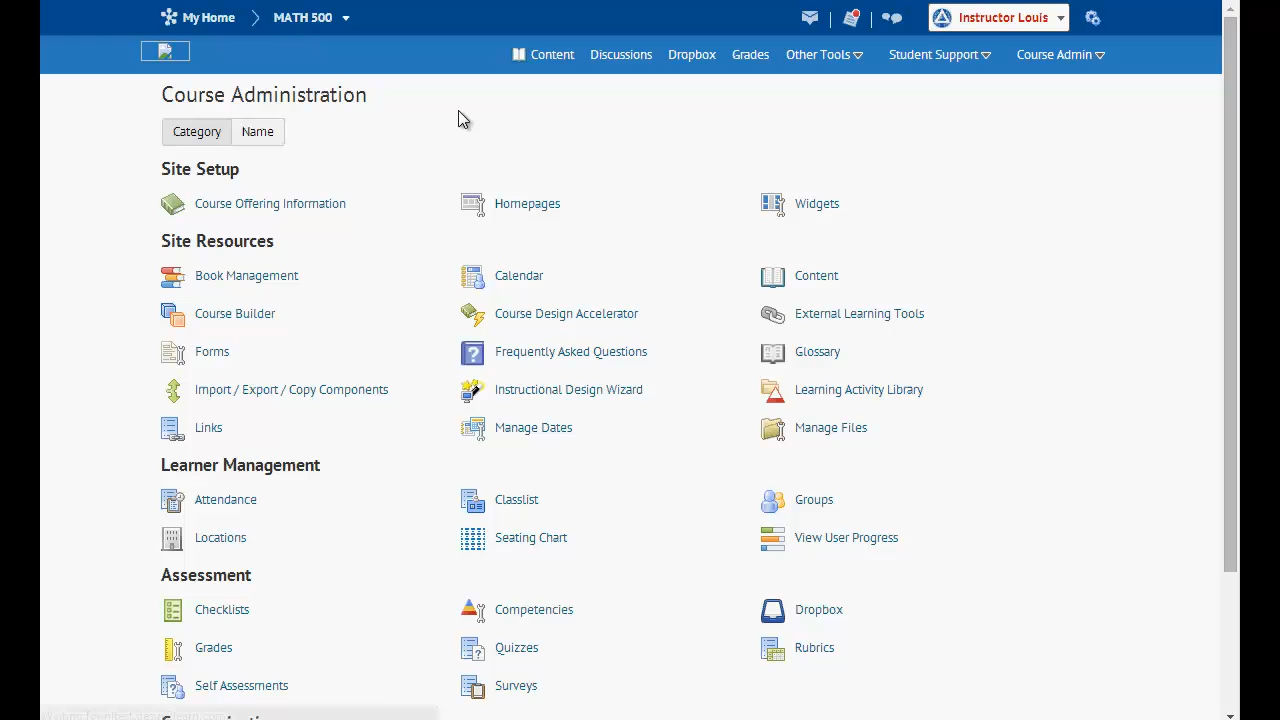 My Home MATH 500 Instructor Louis
Content Discussions Dropbox Grades Other Tools Student Support Course Admin
Course Administration
Category Name
Site Setup
Course Offering Information Homepages Widgets
Site Resources
Book Management Calendar Content
Course Builder Course Design Accelerator External Learning Tools
Forms Frequently Asked Questions Glossary
Import / Export / Copy Components Instructional Design Wizard Learning Activity Library
Links Manage Dates Manage Files
Learner Management
Attendance Classlist Groups
Locations Seating Chart View User Progress
Assessment
Checklists Competencies Dropbox
Grades Quizzes Rubrics
Self Assessments Surveys